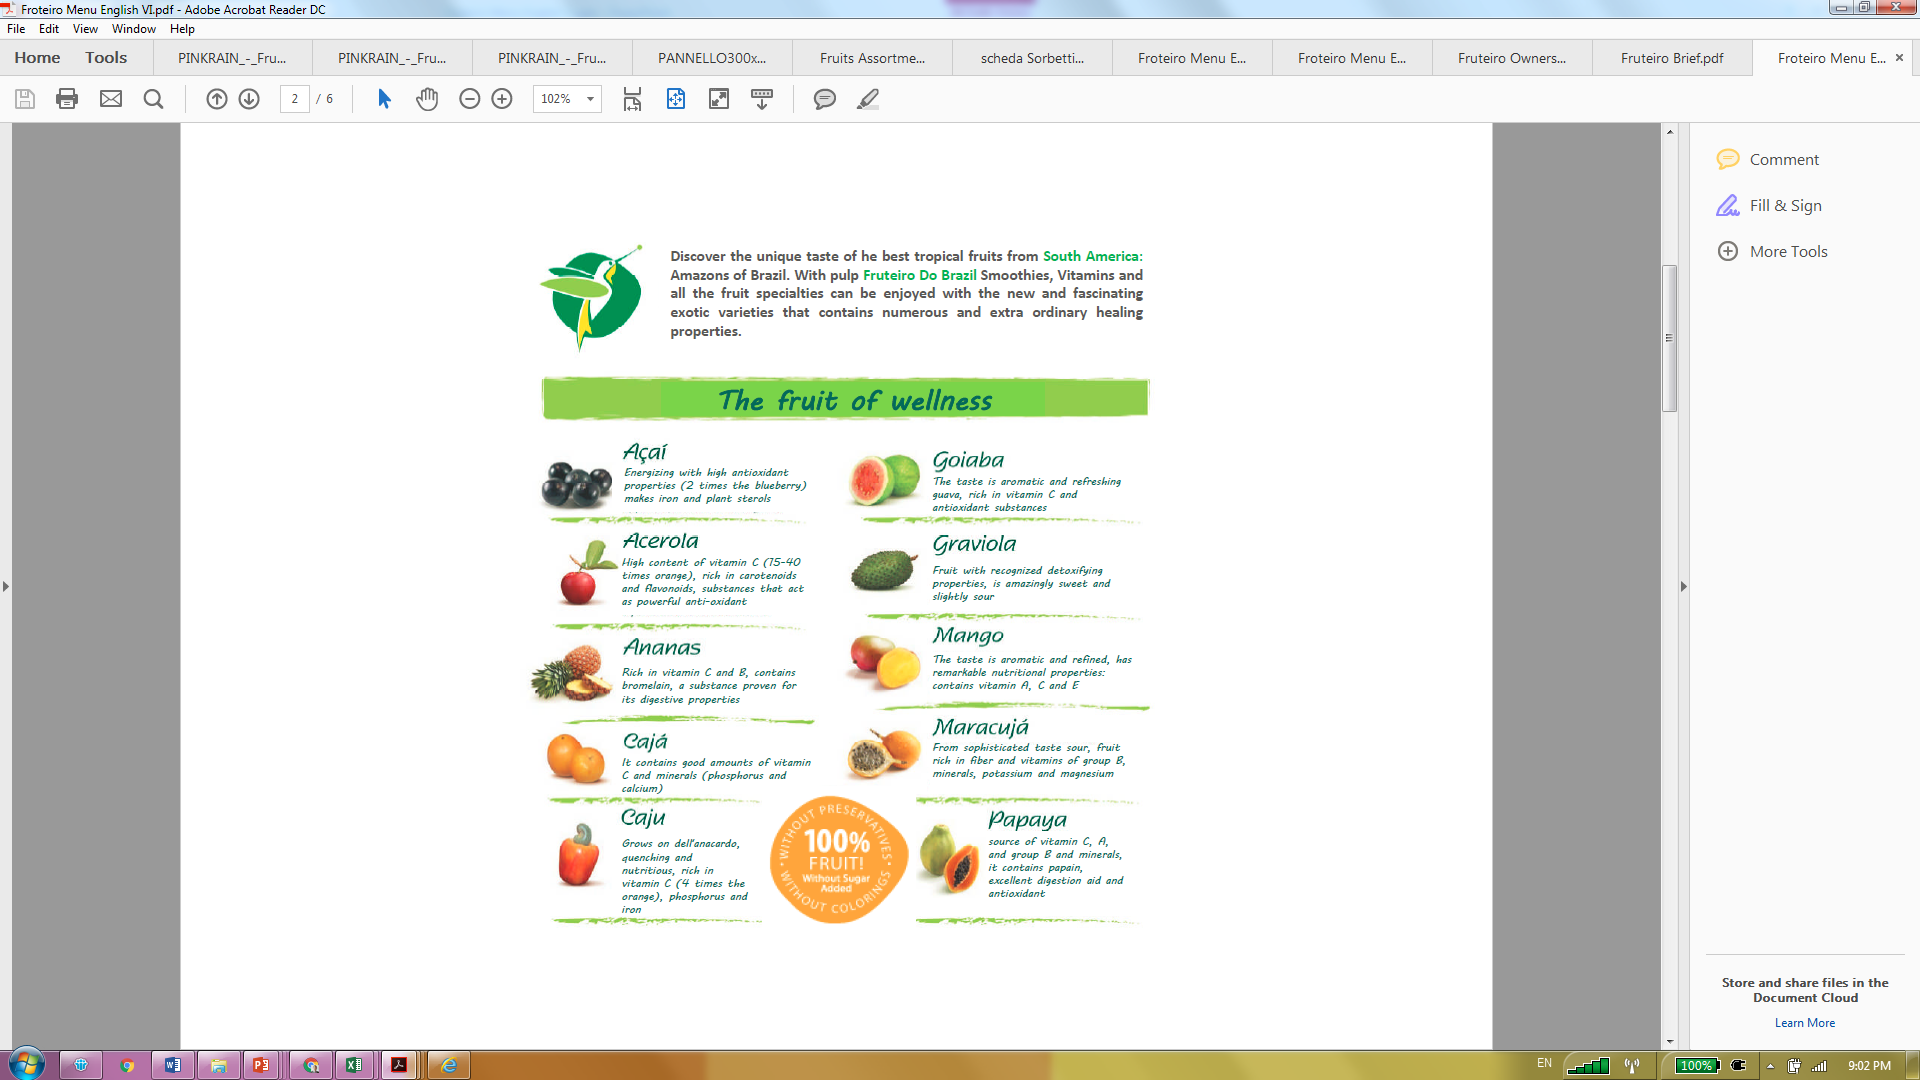 Froteiro Menu English VI.pdf - Adobe Acrobat Reader DC
File Edit View Window Help
Home Tools PINKRAIN_-_Fru... PINKRAIN_-_Fru... PINKRAIN_-_Fru... PANNELLO300x... Fruits Assortme... scheda Sorbetti... Froteiro Menu E... Froteiro Menu E... Fruteiro Owners... Fruteiro Brief.pdf Froteiro Menu E...
2 / 6 102%
Comment
Fill & Sign
More Tools
Discover the unique taste of he best tropical fruits from South America:
Amazons of Brazil. With pulp Fruteiro Do Brazil Smoothies, Vitamins and
all the fruit specialties can be enjoyed with the new and fascinating
exotic varieties that contains numerous and extra ordinary healing
properties.
The fruit of wellness
Açaí
Energizing with high antioxidant
properties (2 times the blueberry)
makes iron and plant sterols
Acerola
High content of vitamin C (15-40
times orange), rich in carotenoids
and flavonoids, substances that act
as powerful anti-oxidant
Ananas
Rich in vitamin C and B, contains
bromelain, a substance proven for
its digestive properties
Cajá
It contains good amounts of vitamin
C and minerals (phosphorus and
calcium)
Caju
Grows on dell'anacardo,
quenching and
nutritious, rich in
vitamin C (4 times the
orange), phosphorus and
iron
Goiaba
The taste is aromatic and refreshing
guava, rich in vitamin C and
antioxidant substances
Graviola
Fruit with recognized detoxifying
properties, is amazingly sweet and
slightly sour
Mango
The taste is aromatic and refined, has
remarkable nutritional properties:
contains vitamin A, C and E
Maracujá
From sophisticated taste sour, fruit
rich in fiber and vitamins of group B,
minerals, potassium and magnesium
Papaya
source of vitamin C, A,
and group B and minerals,
it contains papain,
excellent digestion aid and
antioxidant
WITHOUT PRESERVATIVES
100%
FRUIT!
Without Sugar
Added
WITHOUT COLORINGS
Store and share files in the
Document Cloud
Learn More
EN 100% 9:02 PM